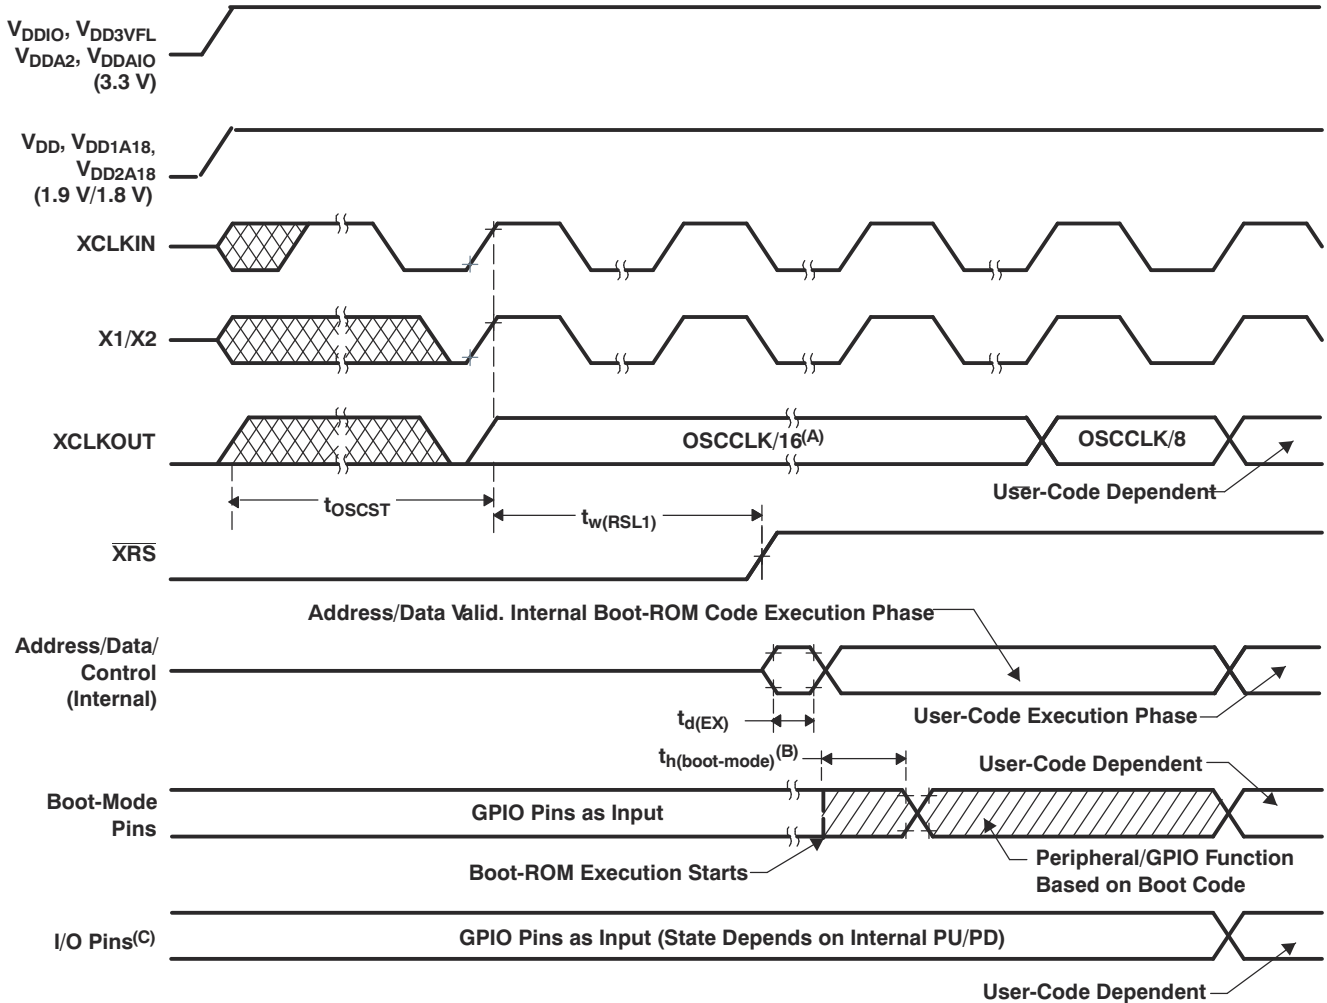 VDDIO, VDD3VFL
VDDA2, VDDAIO
(3.3 V)
VDD, VDD1A18,
VDD2A18
(1.9 V/1.8 V)
XCLKIN
X1/X2
XCLKOUT
OSCCLK/16(A)
OSCCLK/8
User-Code Dependent
tOSCST
tw(RSL1)
XRS
Address/Data Valid. Internal Boot-ROM Code Execution Phase
Address/Data/
Control
(Internal)
td(EX)
User-Code Execution Phase
th(boot-mode)(B)
User-Code Dependent
Boot-Mode
Pins
GPIO Pins as Input
Boot-ROM Execution Starts
Peripheral/GPIO Function
Based on Boot Code
I/O Pins(C)
GPIO Pins as Input (State Depends on Internal PU/PD)
User-Code Dependent